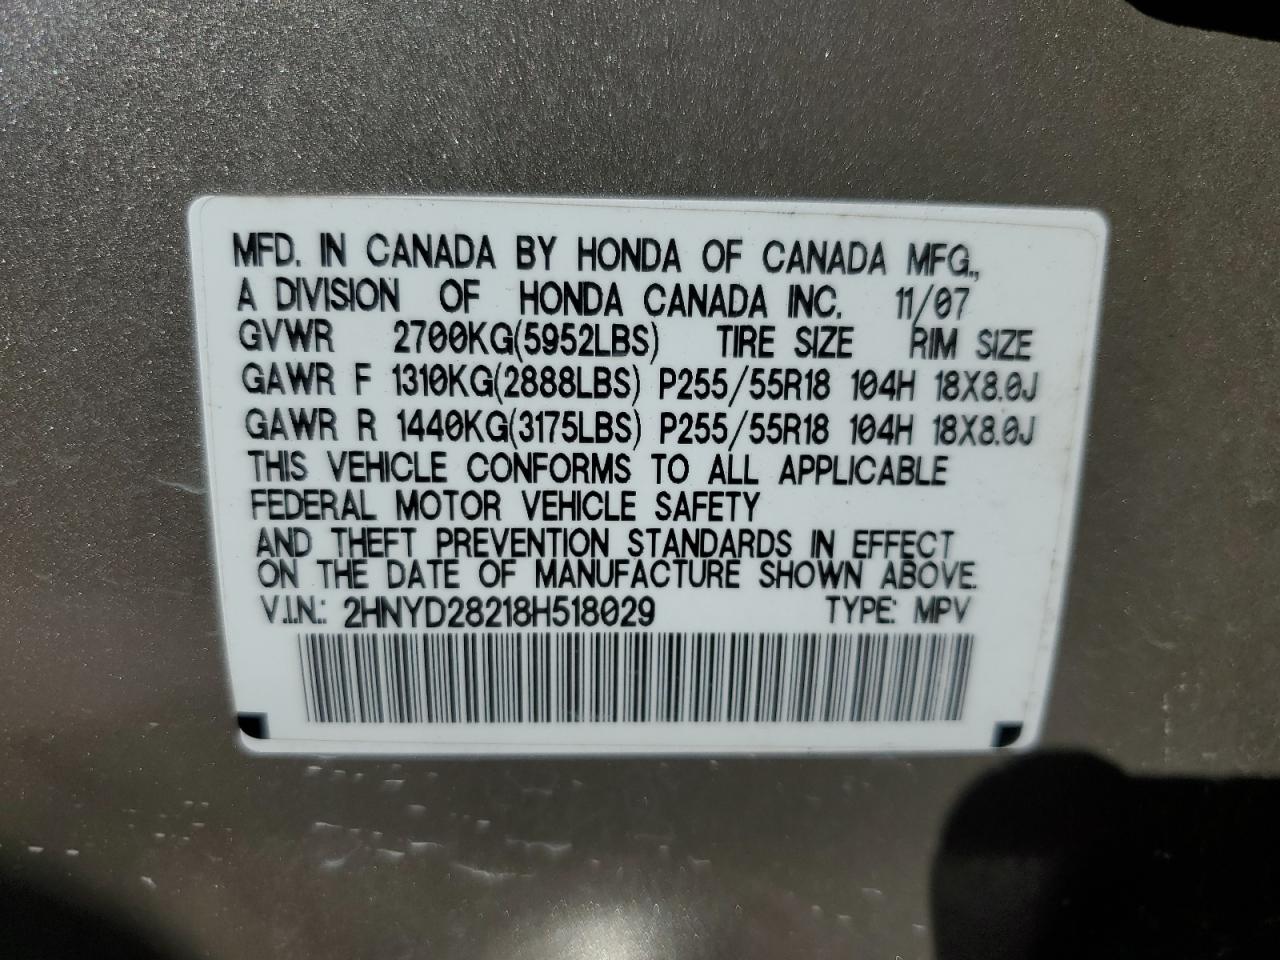 MFD. IN CANADA BY HONDA OF CANADA MFG.,
A DIVISION OF HONDA CANADA INC. 11/07
GVWR 2700KG(5952LBS) TIRE SIZE RIM SIZE
GAWR F 1310KG(2888LBS) P255/55R18 104H 18X8.0J
GAWR R 1440KG(3175LBS) P255/55R18 104H 18X8.0J
THIS VEHICLE CONFORMS TO ALL APPLICABLE
FEDERAL MOTOR VEHICLE SAFETY
AND THEFT PREVENTION STANDARDS IN EFFECT
ON THE DATE OF MANUFACTURE SHOWN ABOVE.
V.I.N.: 2HNYD28218H518029 TYPE: MPV